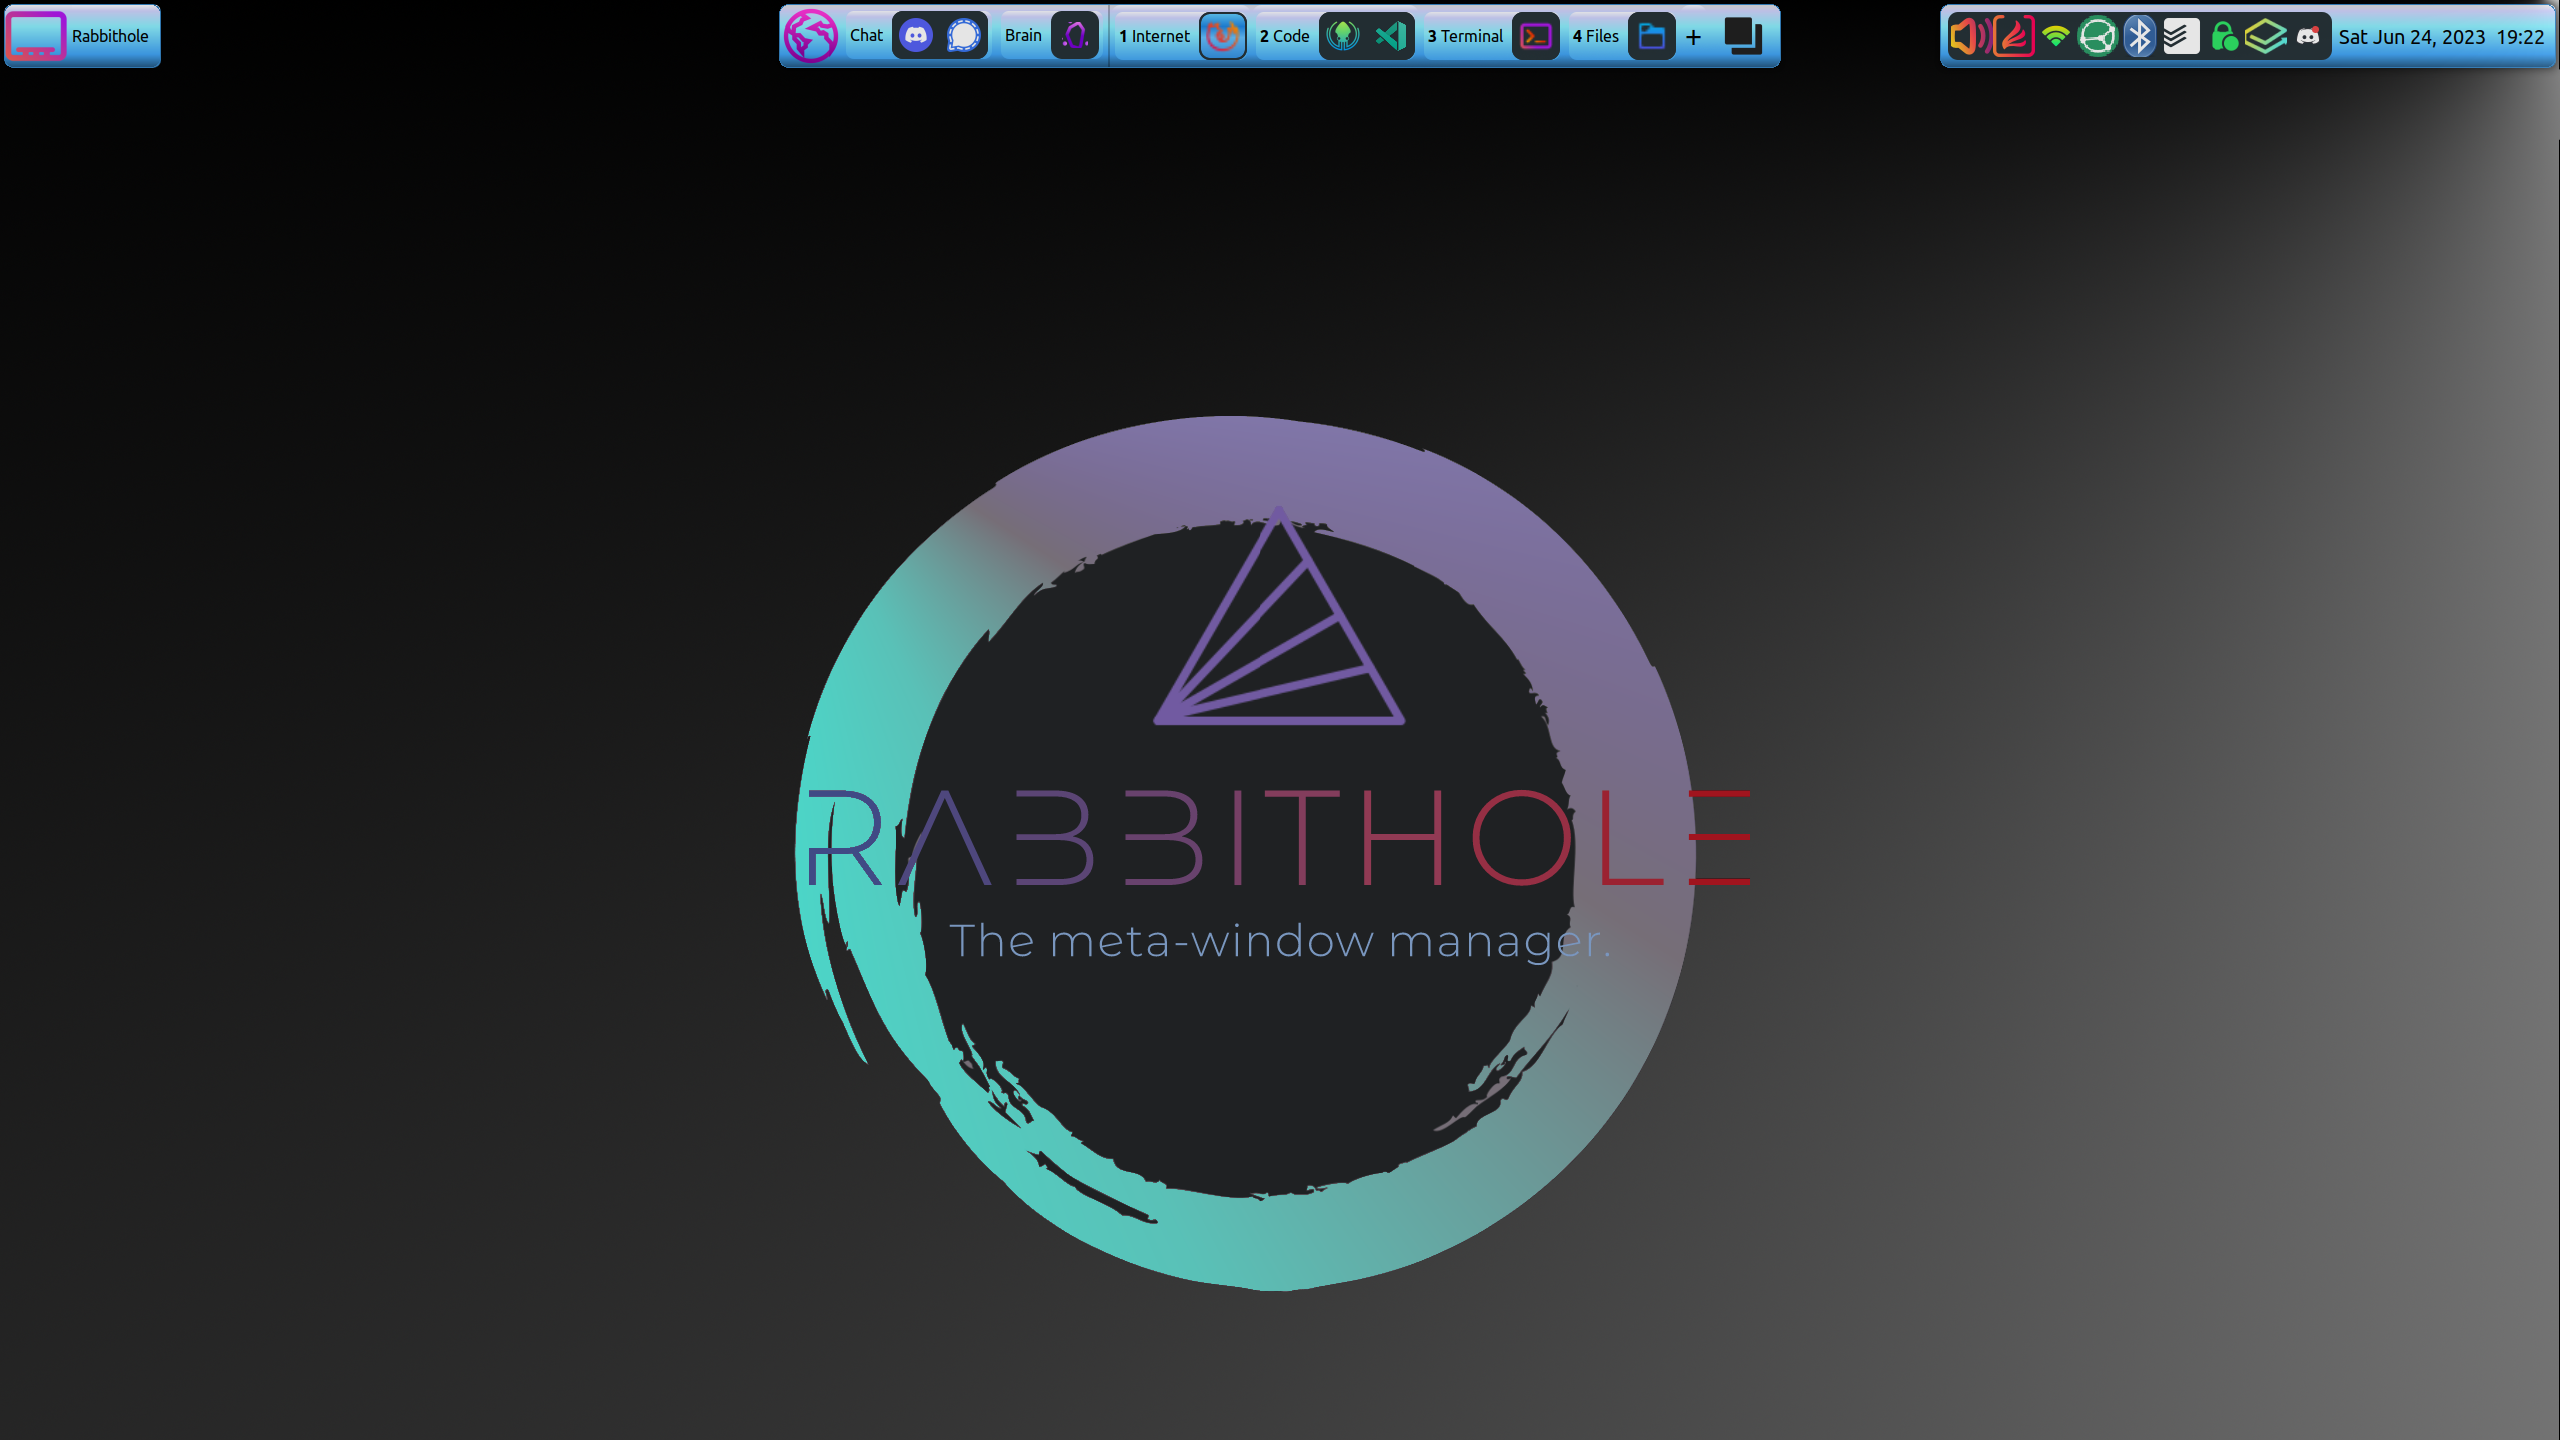 Rabbithole
Chat Brain 1 Internet 2 Code 3 Terminal 4 Files +
Sat Jun 24, 2023 19:22
RABBITHOLE
The meta-window manager.